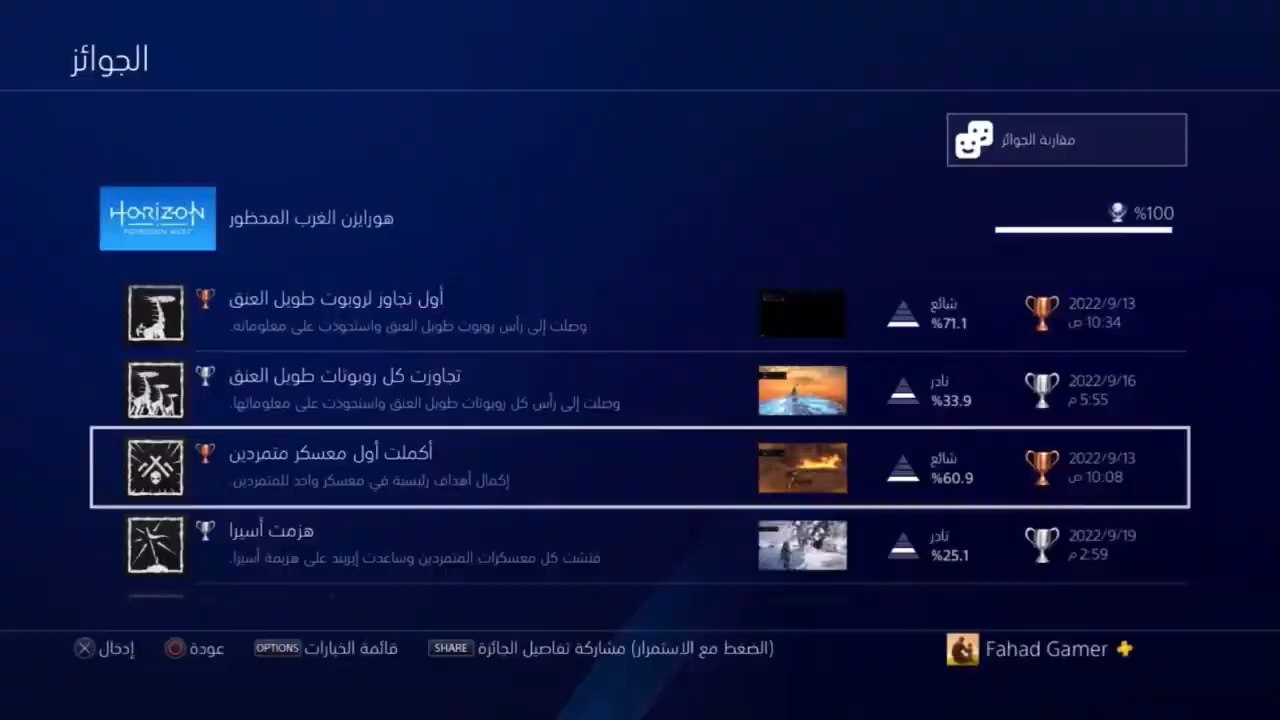 الجوائز
مقارنة الجوائز
HORIZON
FORBIDDEN WEST
هورايزن الغرب المحظور
%100
أول تجاوز لروبوت طويل العنق
وصلت إلى رأس روبوت طويل العنق واستحوذت على معلوماته.
شائع
%71.1
2022/9/13
10:34 ص
تجاوزت كل روبوتات طويل العنق
وصلت إلى رأس كل روبوتات طويل العنق واستحوذت على معلوماتها.
نادر
%33.9
2022/9/16
5:55 م
أكملت أول معسكر متمردين
إكمال أهداف رئيسية في معسكر واحد للمتمردين.
شائع
%60.9
2022/9/13
10:08 ص
هزمت أسيرا
فتشت كل معسكرات المتمردين وساعدت إيريند على هزيمة أسيرا.
نادر
%25.1
2022/9/19
2:59 م
إدخال
عودة
OPTIONS قائمة الخيارات
SHARE (الضغط مع الاستمرار) مشاركة تفاصيل الجائزة
Fahad Gamer